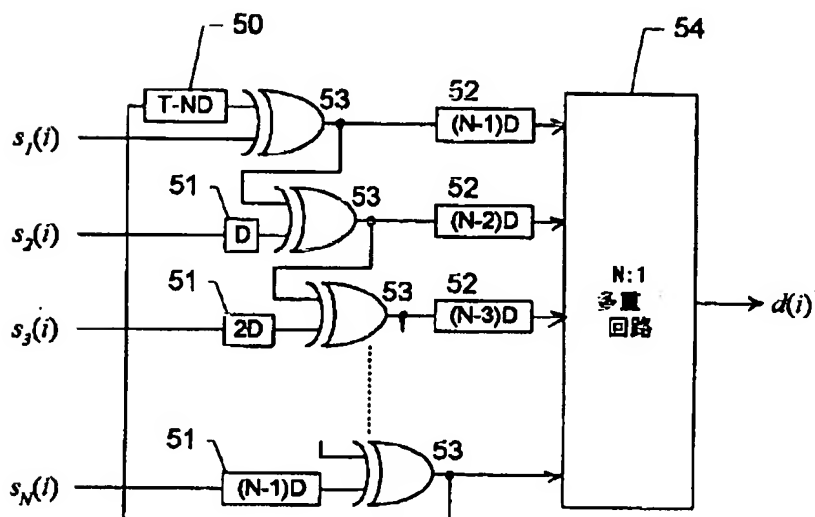 50
54
T-ND
53
52
(N-1)D
s₁(i)
51
53
52
D
(N-2)D
s₂(i)
N:1
多重
回路
d(i)
51
53
52
2D
(N-3)D
s₃(i)
51
53
(N-1)D
s_N(i)